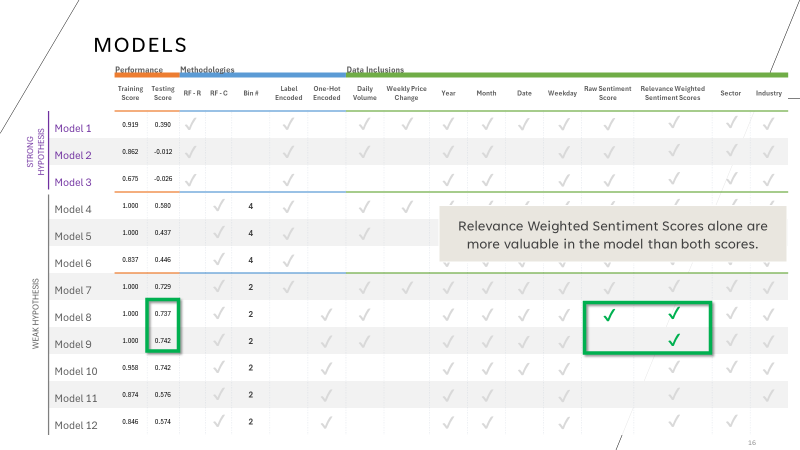 MODELS
Performance Methodologies Data Inclusions
Training Score Testing Score RF - R RF - C Bin # Label Encoded One-Hot Encoded Daily Volume Weekly Price Change Year Month Date Weekday Raw Sentiment Score Relevance Weighted Sentiment Scores Sector Industry
STRONG HYPOTHESIS
Model 1 0.919 0.390 ✓ ✓ ✓ ✓ ✓ ✓ ✓ ✓ ✓ ✓ ✓ ✓
Model 2 0.862 -0.012 ✓ ✓ ✓ ✓ ✓ ✓ ✓ ✓ ✓ ✓
Model 3 0.675 -0.026 ✓ ✓ ✓ ✓ ✓ ✓ ✓ ✓ ✓
WEAK HYPOTHESIS
Model 4 1.000 0.580 ✓ 4 ✓ ✓ ✓
Model 5 1.000 0.437 ✓ 4 ✓ ✓
Model 6 0.837 0.446 ✓ 4 ✓
Relevance Weighted Sentiment Scores alone are
more valuable in the model than both scores.
Model 7 1.000 0.729 ✓ 2 ✓ ✓ ✓ ✓ ✓ ✓ ✓ ✓ ✓ ✓ ✓
Model 8 1.000 0.737 ✓ 2 ✓ ✓ ✓ ✓ ✓ ✓ ✓ ✓ ✓ ✓
Model 9 1.000 0.742 ✓ 2 ✓ ✓ ✓ ✓ ✓ ✓ ✓ ✓ ✓
Model 10 0.958 0.742 ✓ 2 ✓ ✓ ✓ ✓ ✓ ✓ ✓ ✓
Model 11 0.874 0.576 ✓ 2 ✓ ✓ ✓ ✓ ✓ ✓
Model 12 0.846 0.574 ✓ 2 ✓ ✓ ✓ ✓ ✓ ✓
16